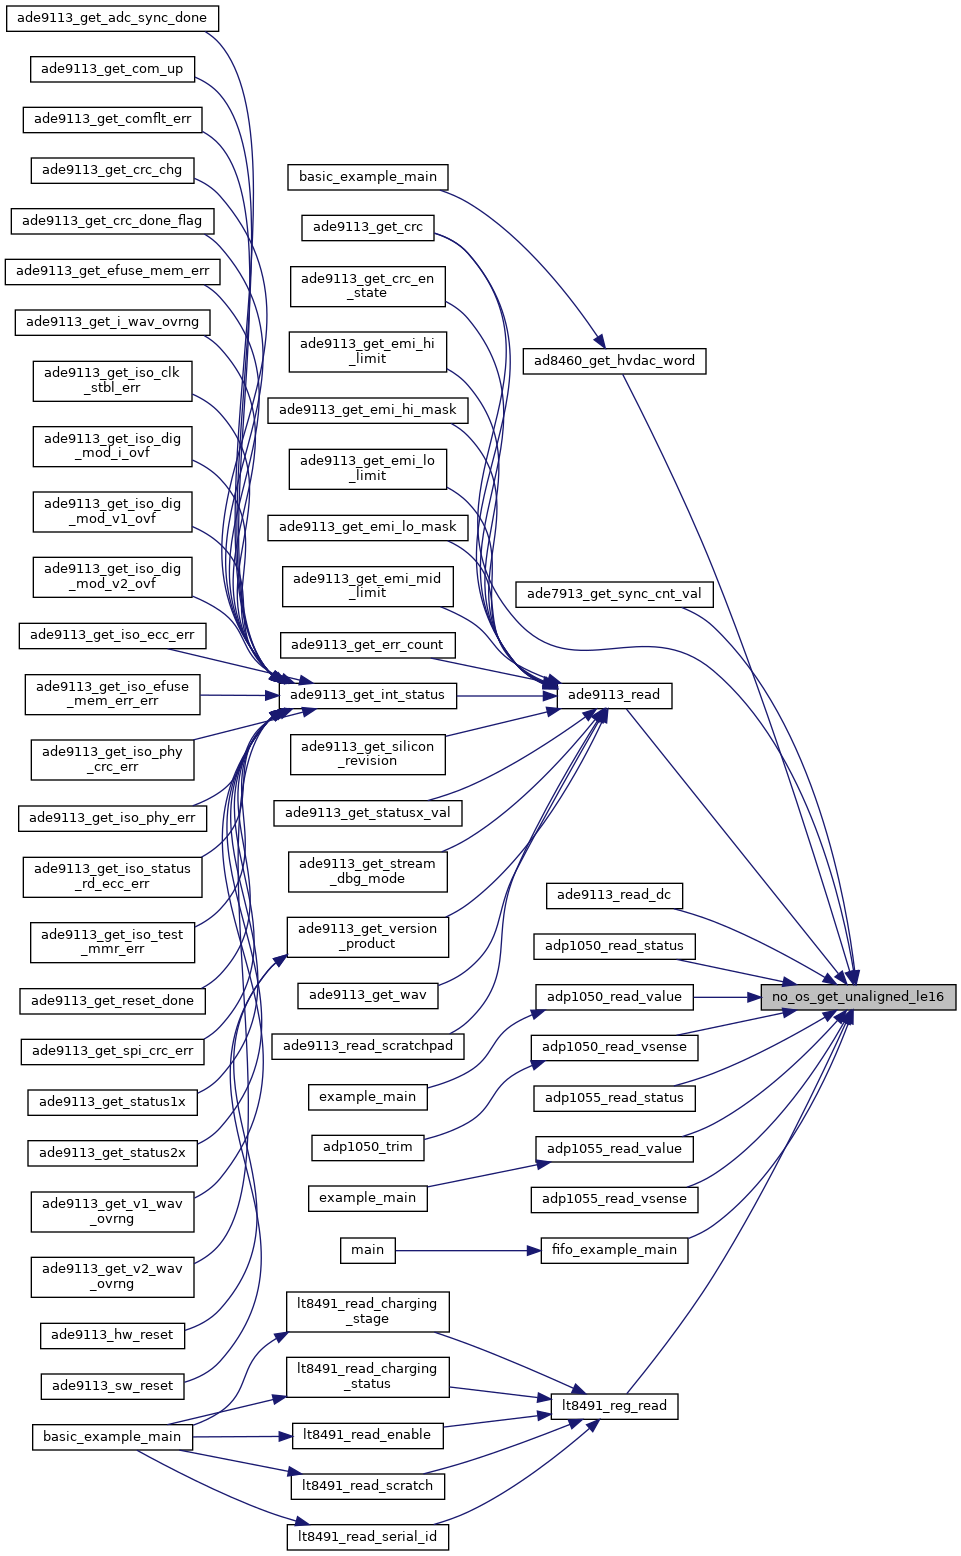 ade9113_get_adc_sync_done
ade9113_get_com_up
ade9113_get_comflt_err
ade9113_get_crc_chg
ade9113_get_crc_done_flag
ade9113_get_efuse_mem_err
ade9113_get_i_wav_ovrng
ade9113_get_iso_clk
_stbl_err
ade9113_get_iso_dig
_mod_i_ovf
ade9113_get_iso_dig
_mod_v1_ovf
ade9113_get_iso_dig
_mod_v2_ovf
ade9113_get_iso_ecc_err
ade9113_get_iso_efuse
_mem_err_err
ade9113_get_iso_phy
_crc_err
ade9113_get_iso_phy_err
ade9113_get_iso_status
_rd_ecc_err
ade9113_get_iso_test
_mmr_err
ade9113_get_reset_done
ade9113_get_spi_crc_err
ade9113_get_status1x
ade9113_get_status2x
ade9113_get_v1_wav
_ovrng
ade9113_get_v2_wav
_ovrng
ade9113_hw_reset
ade9113_sw_reset
basic_example_main
basic_example_main
ade9113_get_crc
ade9113_get_crc_en
_state
ade9113_get_emi_hi
_limit
ade9113_get_emi_hi_mask
ade9113_get_emi_lo
_limit
ade9113_get_emi_lo_mask
ade9113_get_emi_mid
_limit
ade9113_get_err_count
ade9113_get_int_status
ade9113_get_silicon
_revision
ade9113_get_statusx_val
ade9113_get_stream
_dbg_mode
ade9113_get_version
_product
ade9113_get_wav
ade9113_read_scratchpad
example_main
adp1050_trim
example_main
main
lt8491_read_charging
_stage
lt8491_read_charging
_status
lt8491_read_enable
lt8491_read_scratch
lt8491_read_serial_id
ad8460_get_hvdac_word
ade7913_get_sync_cnt_val
ade9113_read
ade9113_read_dc
adp1050_read_status
adp1050_read_value
adp1050_read_vsense
adp1055_read_status
adp1055_read_value
adp1055_read_vsense
fifo_example_main
lt8491_reg_read
no_os_get_unaligned_le16